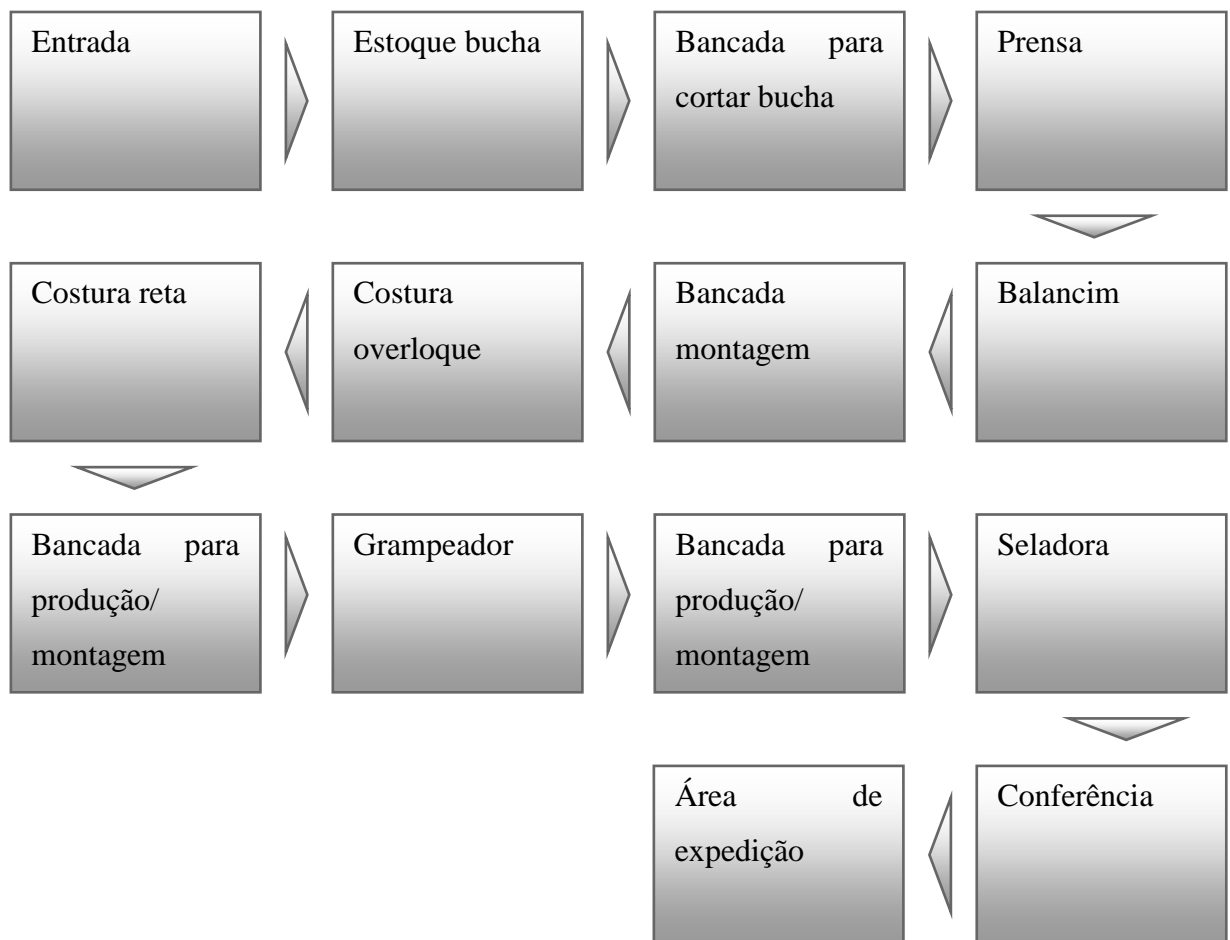 Entrada
Estoque bucha
Bancada para
cortar bucha
Prensa
Balancim
Bancada
montagem
Costura
overloque
Costura reta
Bancada para
produção/
montagem
Grampeador
Bancada para
produção/
montagem
Seladora
Conferência
Área de
expedição